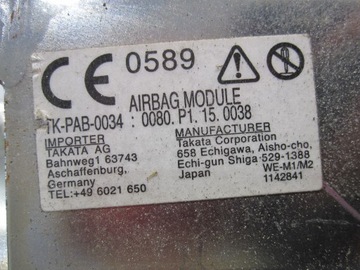 CE 0589
AIRBAG MODULE
TK-PAB-0034 : 0080. P1. 15. 0038
IMPORTER
TAKATA AG
Bahnweg1 63743
Aschaffenburg,
Germany
TEL:+49 6021 650
MANUFACTURER
Takata Corporation
658 Echigawa, Aisho-cho,
Echi-gun Shiga 529-1388
Japan
WE-M1/M2
1142841